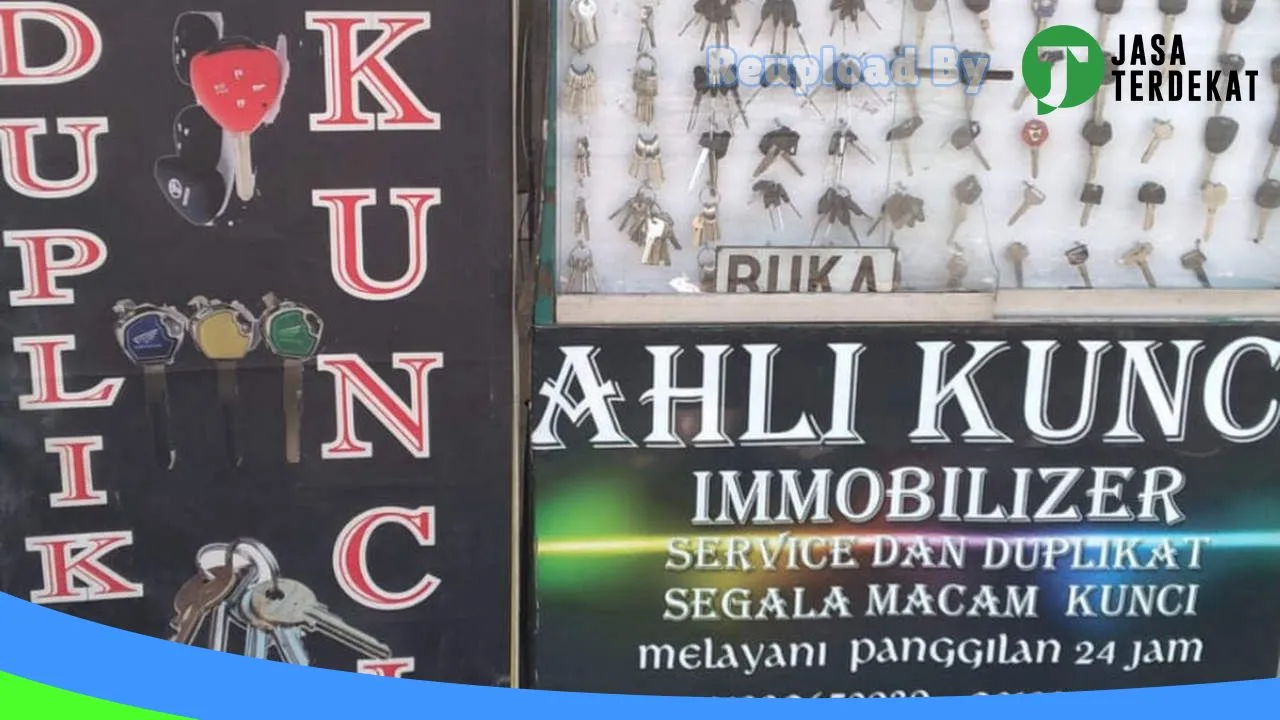 DUPLIK
KUNCI
Reupload By
JASA
TERDEKAT
BUKA
AHLI KUNC
IMMOBILIZER
SERVICE DAN DUPLIKAT
SEGALA MACAM KUNCI
melayani panggilan 24 jam